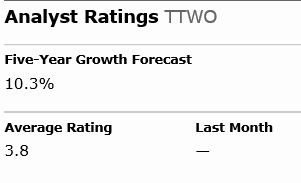 Analyst Ratings TTWO
Five-Year Growth Forecast
10.3%
Average Rating Last Month
3.8 —